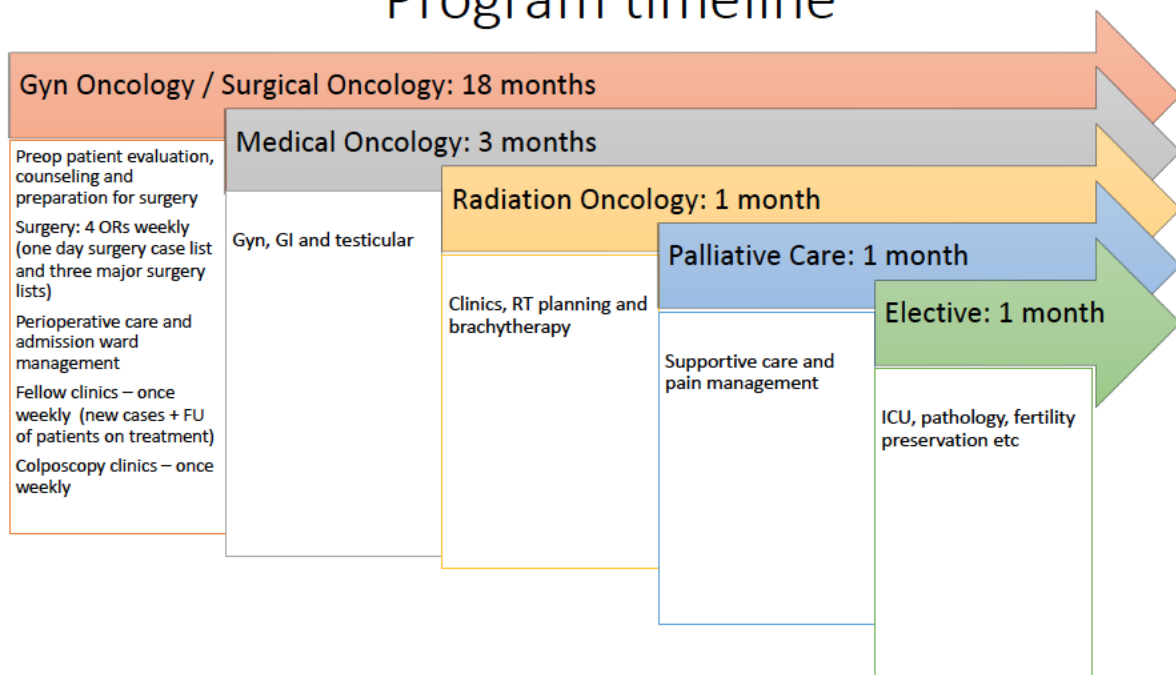 Program timeline
Gyn Oncology / Surgical Oncology: 18 months
Preop patient evaluation,
counseling and
preparation for surgery
Surgery: 4 ORs weekly
(one day surgery case list
and three major surgery
lists)
Perioperative care and
admission ward
management
Fellow clinics – once
weekly (new cases + FU
of patients on treatment)
Colposcopy clinics – once
weekly
Medical Oncology: 3 months
Gyn, GI and testicular
Radiation Oncology: 1 month
Clinics, RT planning and
brachytherapy
Palliative Care: 1 month
Supportive care and
pain management
Elective: 1 month
ICU, pathology, fertility
preservation etc